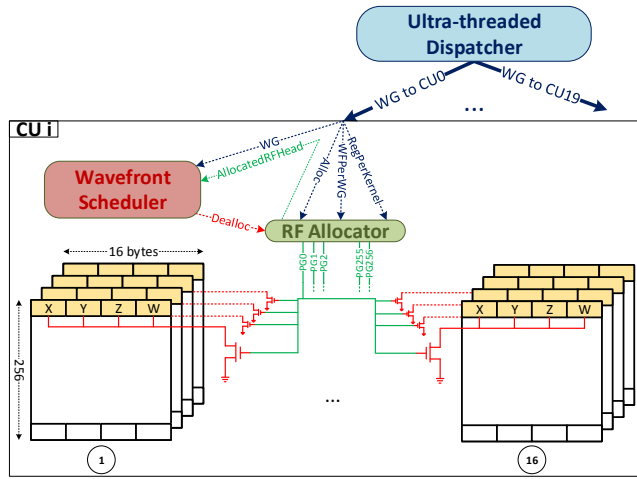 Ultra-threaded
Dispatcher
WG to CU0
WG to CU19
...
CU i
WG
AllocatedRFHead
Alloc
WFPerWG
RegPerKernel
Wavefront
Scheduler
Dealloc
RF Allocator
16 bytes
PG0
PG1
PG2
PG255
PG256
X Y Z W
X Y Z W
256
...
1
16